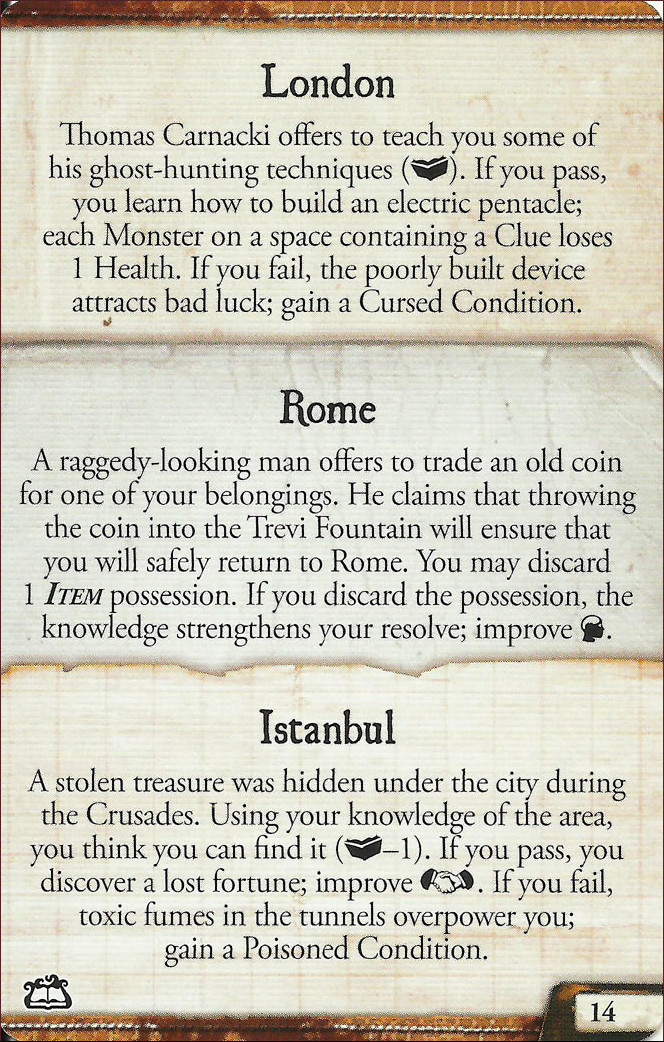 London
Thomas Carnacki offers to teach you some of
his ghost-hunting techniques ( ). If you pass,
you learn how to build an electric pentacle;
each Monster on a space containing a Clue loses
1 Health. If you fail, the poorly built device
attracts bad luck; gain a Cursed Condition.
Rome
A raggedy-looking man offers to trade an old coin
for one of your belongings. He claims that throwing
the coin into the Trevi Fountain will ensure that
you will safely return to Rome. You may discard
1 ITEM possession. If you discard the possession, the
knowledge strengthens your resolve; improve .
Istanbul
A stolen treasure was hidden under the city during
the Crusades. Using your knowledge of the area,
you think you can find it ( –1). If you pass, you
discover a lost fortune; improve . If you fail,
toxic fumes in the tunnels overpower you;
gain a Poisoned Condition.
14